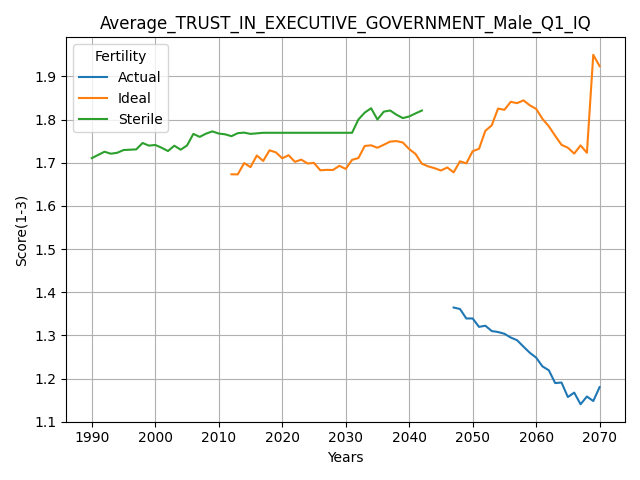 Average_TRUST_IN_EXECUTIVE_GOVERNMENT_Male_Q1_IQ
Fertility
Actual
Ideal
Sterile
Score(1-3)
1.9
1.8
1.7
1.6
1.5
1.4
1.3
1.2
1.1
1990 2000 2010 2020 2030 2040 2050 2060 2070
Years